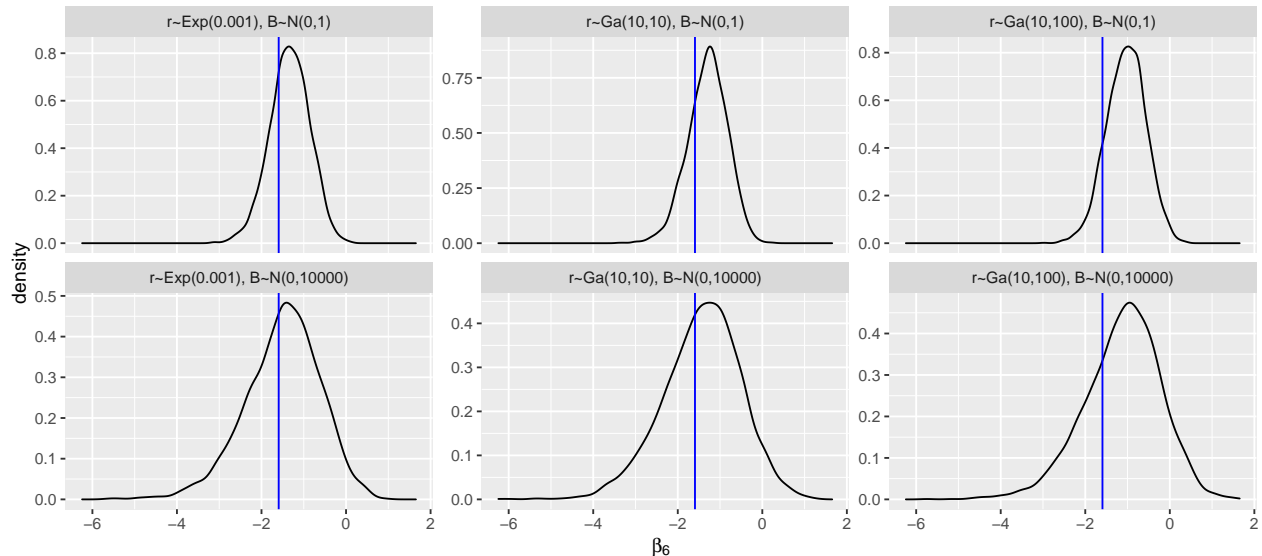 r~Exp(0.001), B~N(0,1)
r~Ga(10,10), B~N(0,1)
r~Ga(10,100), B~N(0,1)
0.8
0.6
0.4
0.2
0.0
0.75
0.50
0.25
0.00
0.8
0.6
0.4
0.2
0.0
density
r~Exp(0.001), B~N(0,10000)
r~Ga(10,10), B~N(0,10000)
r~Ga(10,100), B~N(0,10000)
0.5
0.4
0.3
0.2
0.1
0.0
0.4
0.3
0.2
0.1
0.0
0.4
0.3
0.2
0.1
0.0
−6 −4 −2 0 2
−6 −4 −2 0 2
−6 −4 −2 0 2
β₆